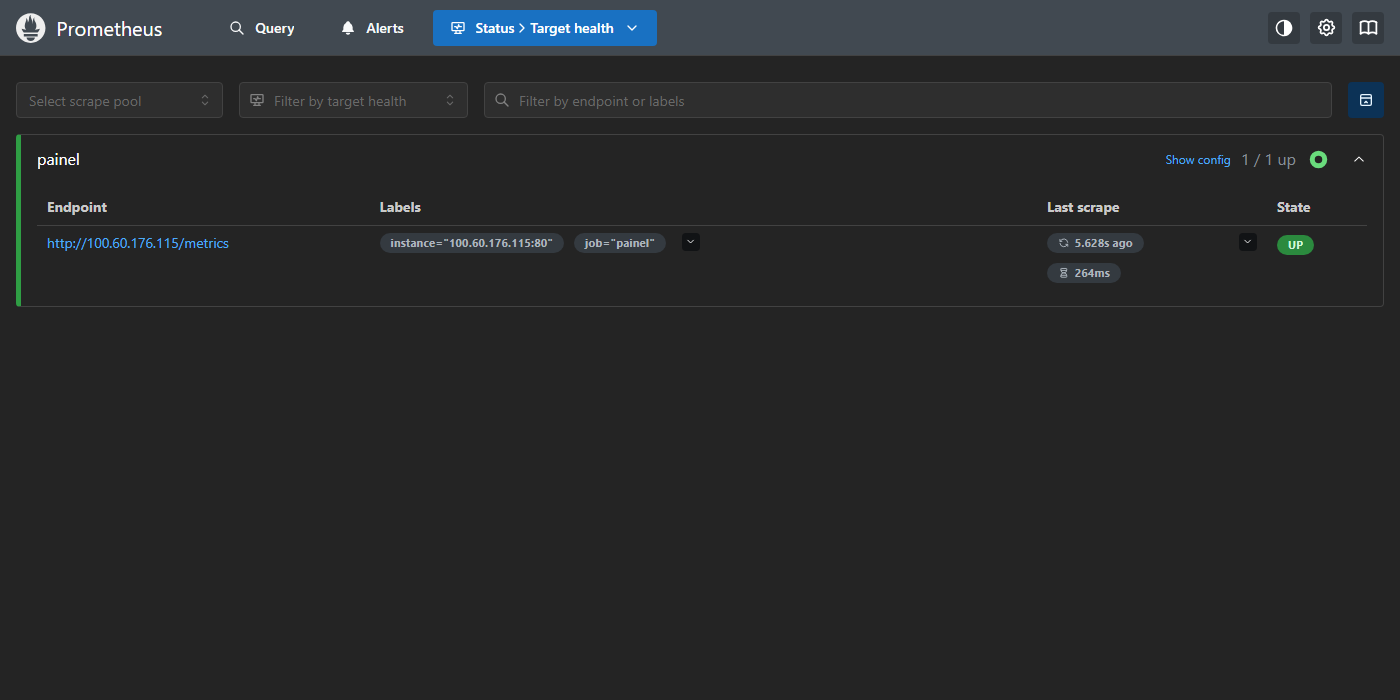 Prometheus Query Alerts Status > Target health
Select scrape pool Filter by target health Filter by endpoint or labels
painel Show config 1 / 1 up
Endpoint Labels Last scrape State
http://100.60.176.115/metrics instance="100.60.176.115:80" job="painel" 5.628s ago UP
264ms